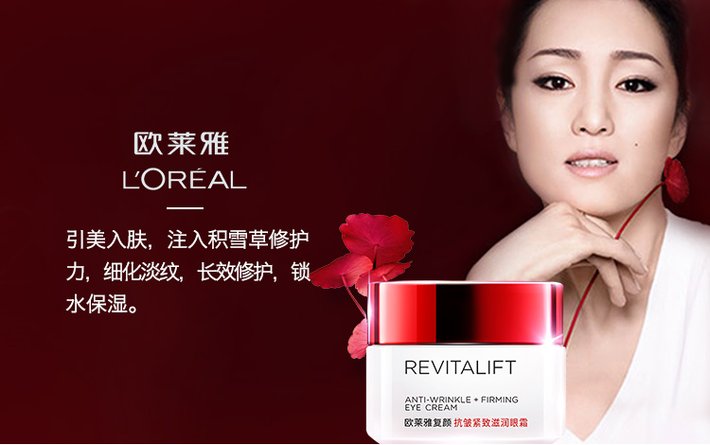 欧莱雅
L'ORÉAL
引美入肤，注入积雪草修护
力，细化淡纹，长效修护，锁
水保湿。
REVITALIFT
ANTI-WRINKLE + FIRMING
EYE CREAM
欧莱雅复颜 抗皱紧致滋润眼霜